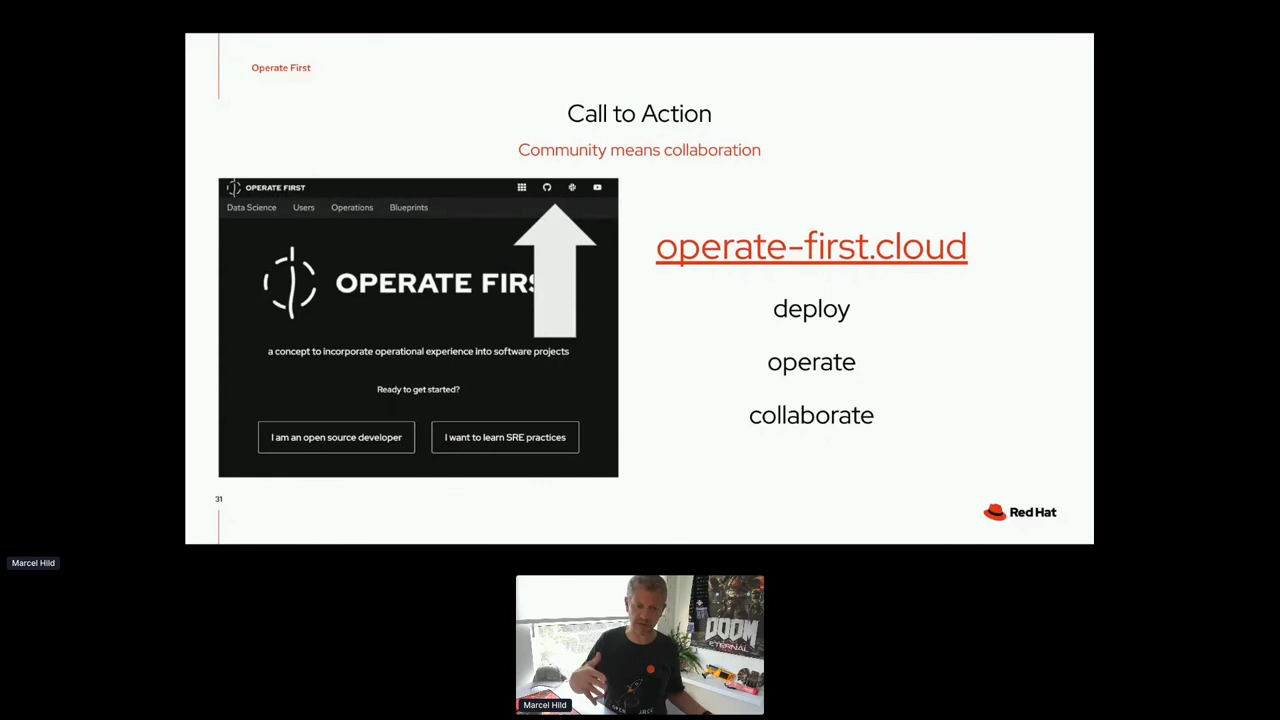 Operate First
Call to Action
Community means collaboration
OPERATE FIRST
Data Science Users Operations Blueprints
OPERATE FIRS
a concept to incorporate operational experience into software projects
Ready to get started?
I am an open source developer I want to learn SRE practices
operate-first.cloud
deploy
operate
collaborate
31
Red Hat
Marcel Hild
DOOM
ETERNAL
Marcel Hild